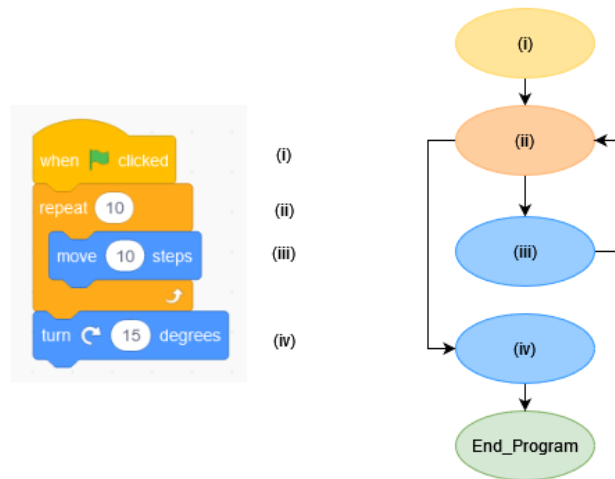 when clicked
(i)
repeat 10
(ii)
move 10 steps
(iii)
turn 15 degrees
(iv)
(i)
(ii)
(iii)
(iv)
End_Program